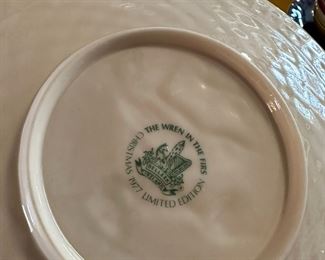 THE WREN IN THE FIRS
CHRISTMAS 1977 LIMITED EDITION